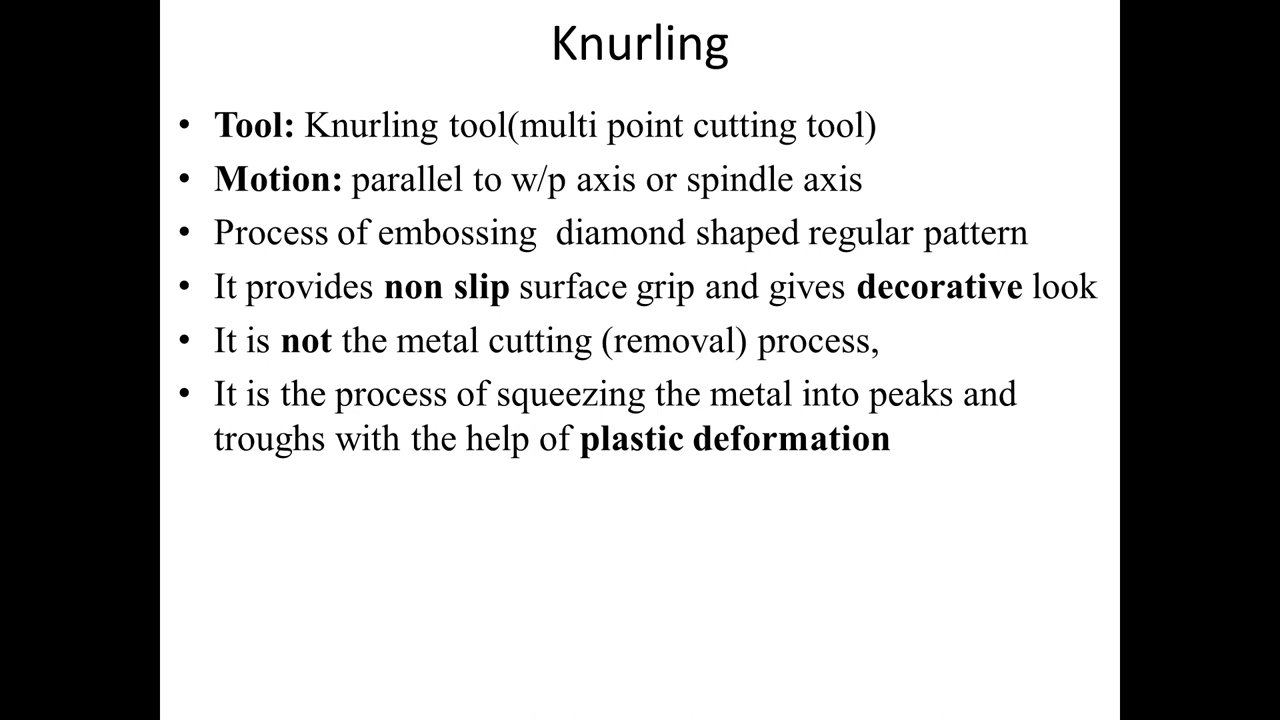 Knurling
• Tool: Knurling tool(multi point cutting tool)
• Motion: parallel to w/p axis or spindle axis
• Process of embossing  diamond shaped regular pattern
• It provides non slip surface grip and gives decorative look
• It is not the metal cutting (removal) process,
• It is the process of squeezing the metal into peaks and
troughs with the help of plastic deformation